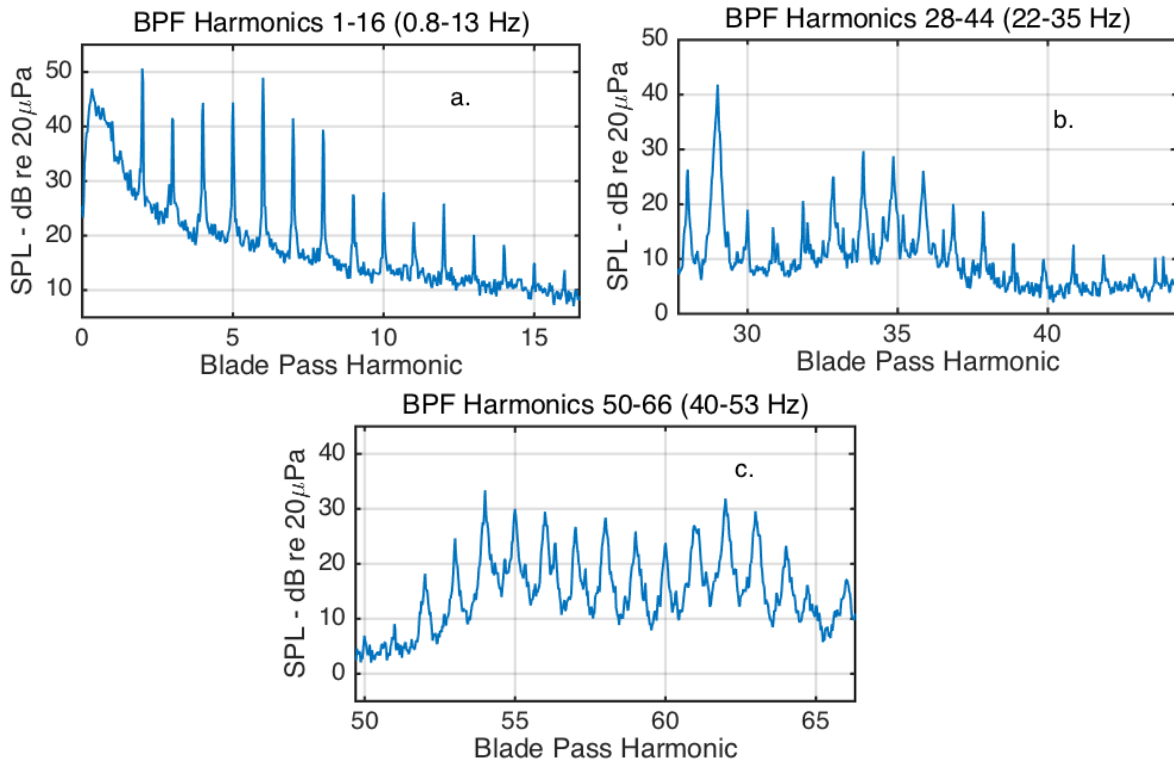 BPF Harmonics 1-16 (0.8-13 Hz)
SPL - dB re 20μPa
50
40
30
20
10
a.
0
5
10
15
Blade Pass Harmonic
BPF Harmonics 28-44 (22-35 Hz)
SPL - dB re 20μPa
50
40
30
20
10
0
b.
30
35
40
Blade Pass Harmonic
BPF Harmonics 50-66 (40-53 Hz)
SPL - dB re 20μPa
40
30
20
10
0
c.
50
55
60
65
Blade Pass Harmonic